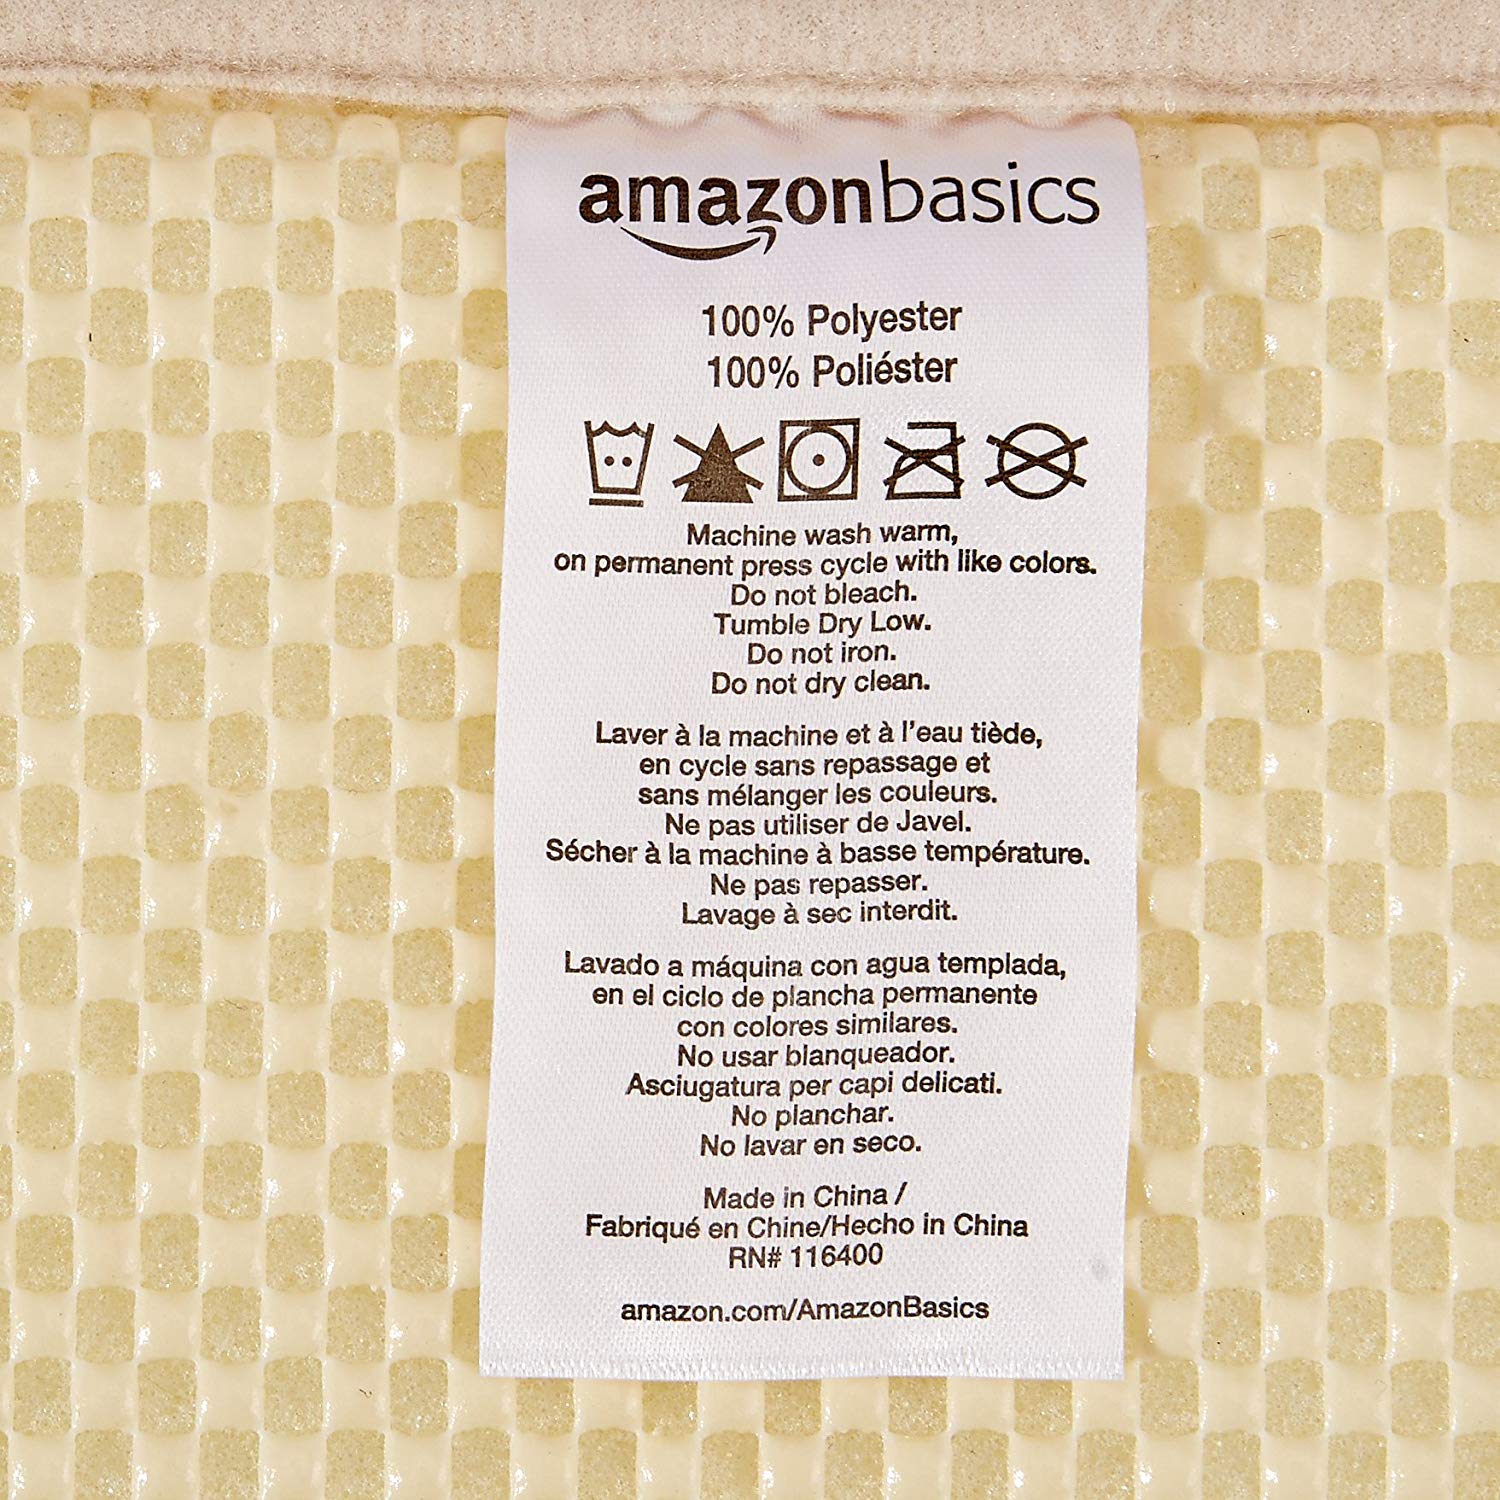 amazonbasics
100% Polyester
100% Poliéster
Machine wash warm,
on permanent press cycle with like colors.
Do not bleach.
Tumble Dry Low.
Do not iron.
Do not dry clean.
Laver à la machine et à l'eau tiède,
en cycle sans repassage et
sans mélanger les couleurs.
Ne pas utiliser de Javel.
Sécher à la machine à basse température.
Ne pas repasser.
Lavage à sec interdit.
Lavado a máquina con agua templada,
en el ciclo de plancha permanente
con colores similares.
No usar blanqueador.
Asciugatura per capi delicati.
No planchar.
No lavar en seco.
Made in China /
Fabriqué en Chine/Hecho in China
RN# 116400
amazon.com/AmazonBasics